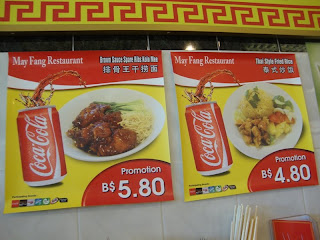 May Fang Restaurant
Brown Sauce Spare Ribs Kolo Mee
排骨王干捞面
Coca-Cola
Promotion
B$ 5.80
May Fang Restaurant
Thai Style Fried Rice
泰式炒饭
Coca-Cola
Promotion
B$ 4.80